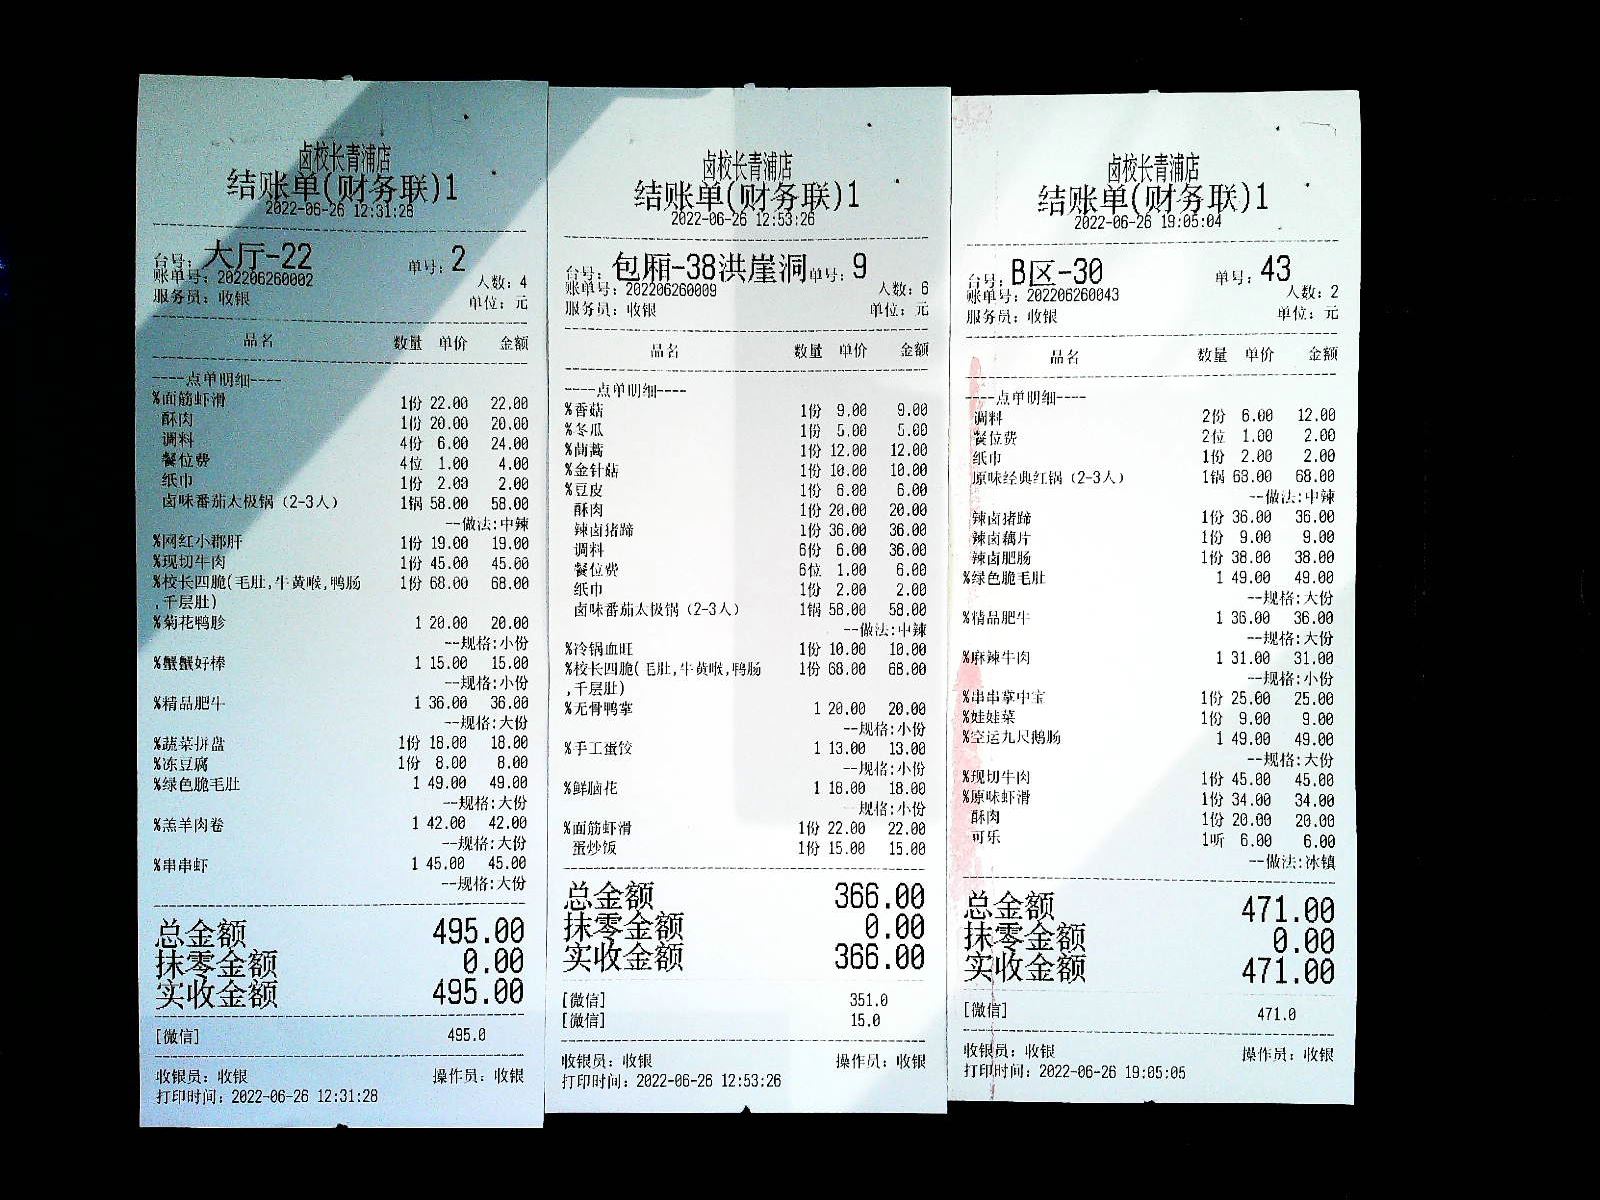 卤校长青浦店
结账单(财务联)1
2022-06-26 12:31:26
台号: 大厅-22 单号: 2
账单号: 202206260002 人数: 4
服务员: 收银 单位: 元
品名 数量 单价 金额
----点单明细----
%面筋虾滑 1份 22.00 22.00
酥肉 1份 20.00 20.00
调料 4份 6.00 24.00
餐位费 4位 1.00 4.00
纸巾 1份 2.00 2.00
卤味番茄太极锅(2-3人) 1锅 58.00 58.00
--做法:中辣
%网红小郡肝 1份 19.00 19.00
%现切牛肉 1份 45.00 45.00
%校长四脆(毛肚,牛黄喉,鸭肠 1份 68.00 68.00
,千层肚)
%菊花鸭胗 1 20.00 20.00
--规格:小份
%蟹蟹好棒 1 15.00 15.00
--规格:小份
%精品肥牛 1 36.00 36.00
--规格:大份
%蔬菜拼盘 1份 18.00 18.00
%冻豆腐 1份 8.00 8.00
%绿色脆毛肚 1 49.00 49.00
--规格:大份
%羔羊肉卷 1 42.00 42.00
--规格:大份
%串串虾 1 45.00 45.00
--规格:大份
总金额 495.00
抹零金额 0.00
实收金额 495.00
[微信] 495.0
收银员: 收银 操作员: 收银
打印时间: 2022-06-26 12:31:28
卤校长青浦店
结账单(财务联)1
2022-06-26 12:53:26
台号: 包厢-38洪崖洞 单号: 9
账单号: 202206260009 人数: 6
服务员: 收银 单位: 元
品名 数量 单价 金额
----点单明细----
%香菇 1份 9.00 9.00
%冬瓜 1份 5.00 5.00
%茼蒿 1份 12.00 12.00
%金针菇 1份 10.00 10.00
%豆皮 1份 6.00 6.00
酥肉 1份 20.00 20.00
辣卤猪蹄 1份 36.00 36.00
调料 6份 6.00 36.00
餐位费 6位 1.00 6.00
纸巾 1份 2.00 2.00
卤味番茄太极锅(2-3人) 1锅 58.00 58.00
--做法:中辣
%冷锅血旺 1份 10.00 10.00
%校长四脆(毛肚,牛黄喉,鸭肠 1份 68.00 68.00
,千层肚)
%无骨鸭掌 1 20.00 20.00
--规格:小份
%手工蛋饺 1 13.00 13.00
--规格:小份
%鲜脑花 1 18.00 18.00
--规格:小份
%面筋虾滑 1份 22.00 22.00
蛋炒饭 1份 15.00 15.00
总金额 366.00
抹零金额 0.00
实收金额 366.00
[微信] 351.0
[微信] 15.0
收银员: 收银 操作员: 收银
打印时间: 2022-06-26 12:53:26
卤校长青浦店
结账单(财务联)1
2022-06-26 19:05:04
台号: B区-30 单号: 43
账单号: 202206260043 人数: 2
服务员: 收银 单位: 元
品名 数量 单价 金额
----点单明细----
调料 2份 6.00 12.00
餐位费 2位 1.00 2.00
纸巾 1份 2.00 2.00
原味经典红锅(2-3人) 1锅 68.00 68.00
--做法:中辣
辣卤猪蹄 1份 36.00 36.00
辣卤藕片 1份 9.00 9.00
辣卤肥肠 1份 38.00 38.00
%绿色脆毛肚 1 49.00 49.00
--规格:大份
%精品肥牛 1 36.00 36.00
--规格:大份
%麻辣牛肉 1 31.00 31.00
--规格:小份
%串串掌中宝 1份 25.00 25.00
%娃娃菜 1份 9.00 9.00
%空运九尺鹅肠 1 49.00 49.00
--规格:大份
%现切牛肉 1份 45.00 45.00
%原味虾滑 1份 34.00 34.00
酥肉 1份 20.00 20.00
可乐 1听 6.00 6.00
--做法:冰镇
总金额 471.00
抹零金额 0.00
实收金额 471.00
[微信] 471.0
收银员: 收银 操作员: 收银
打印时间: 2022-06-26 19:05:05